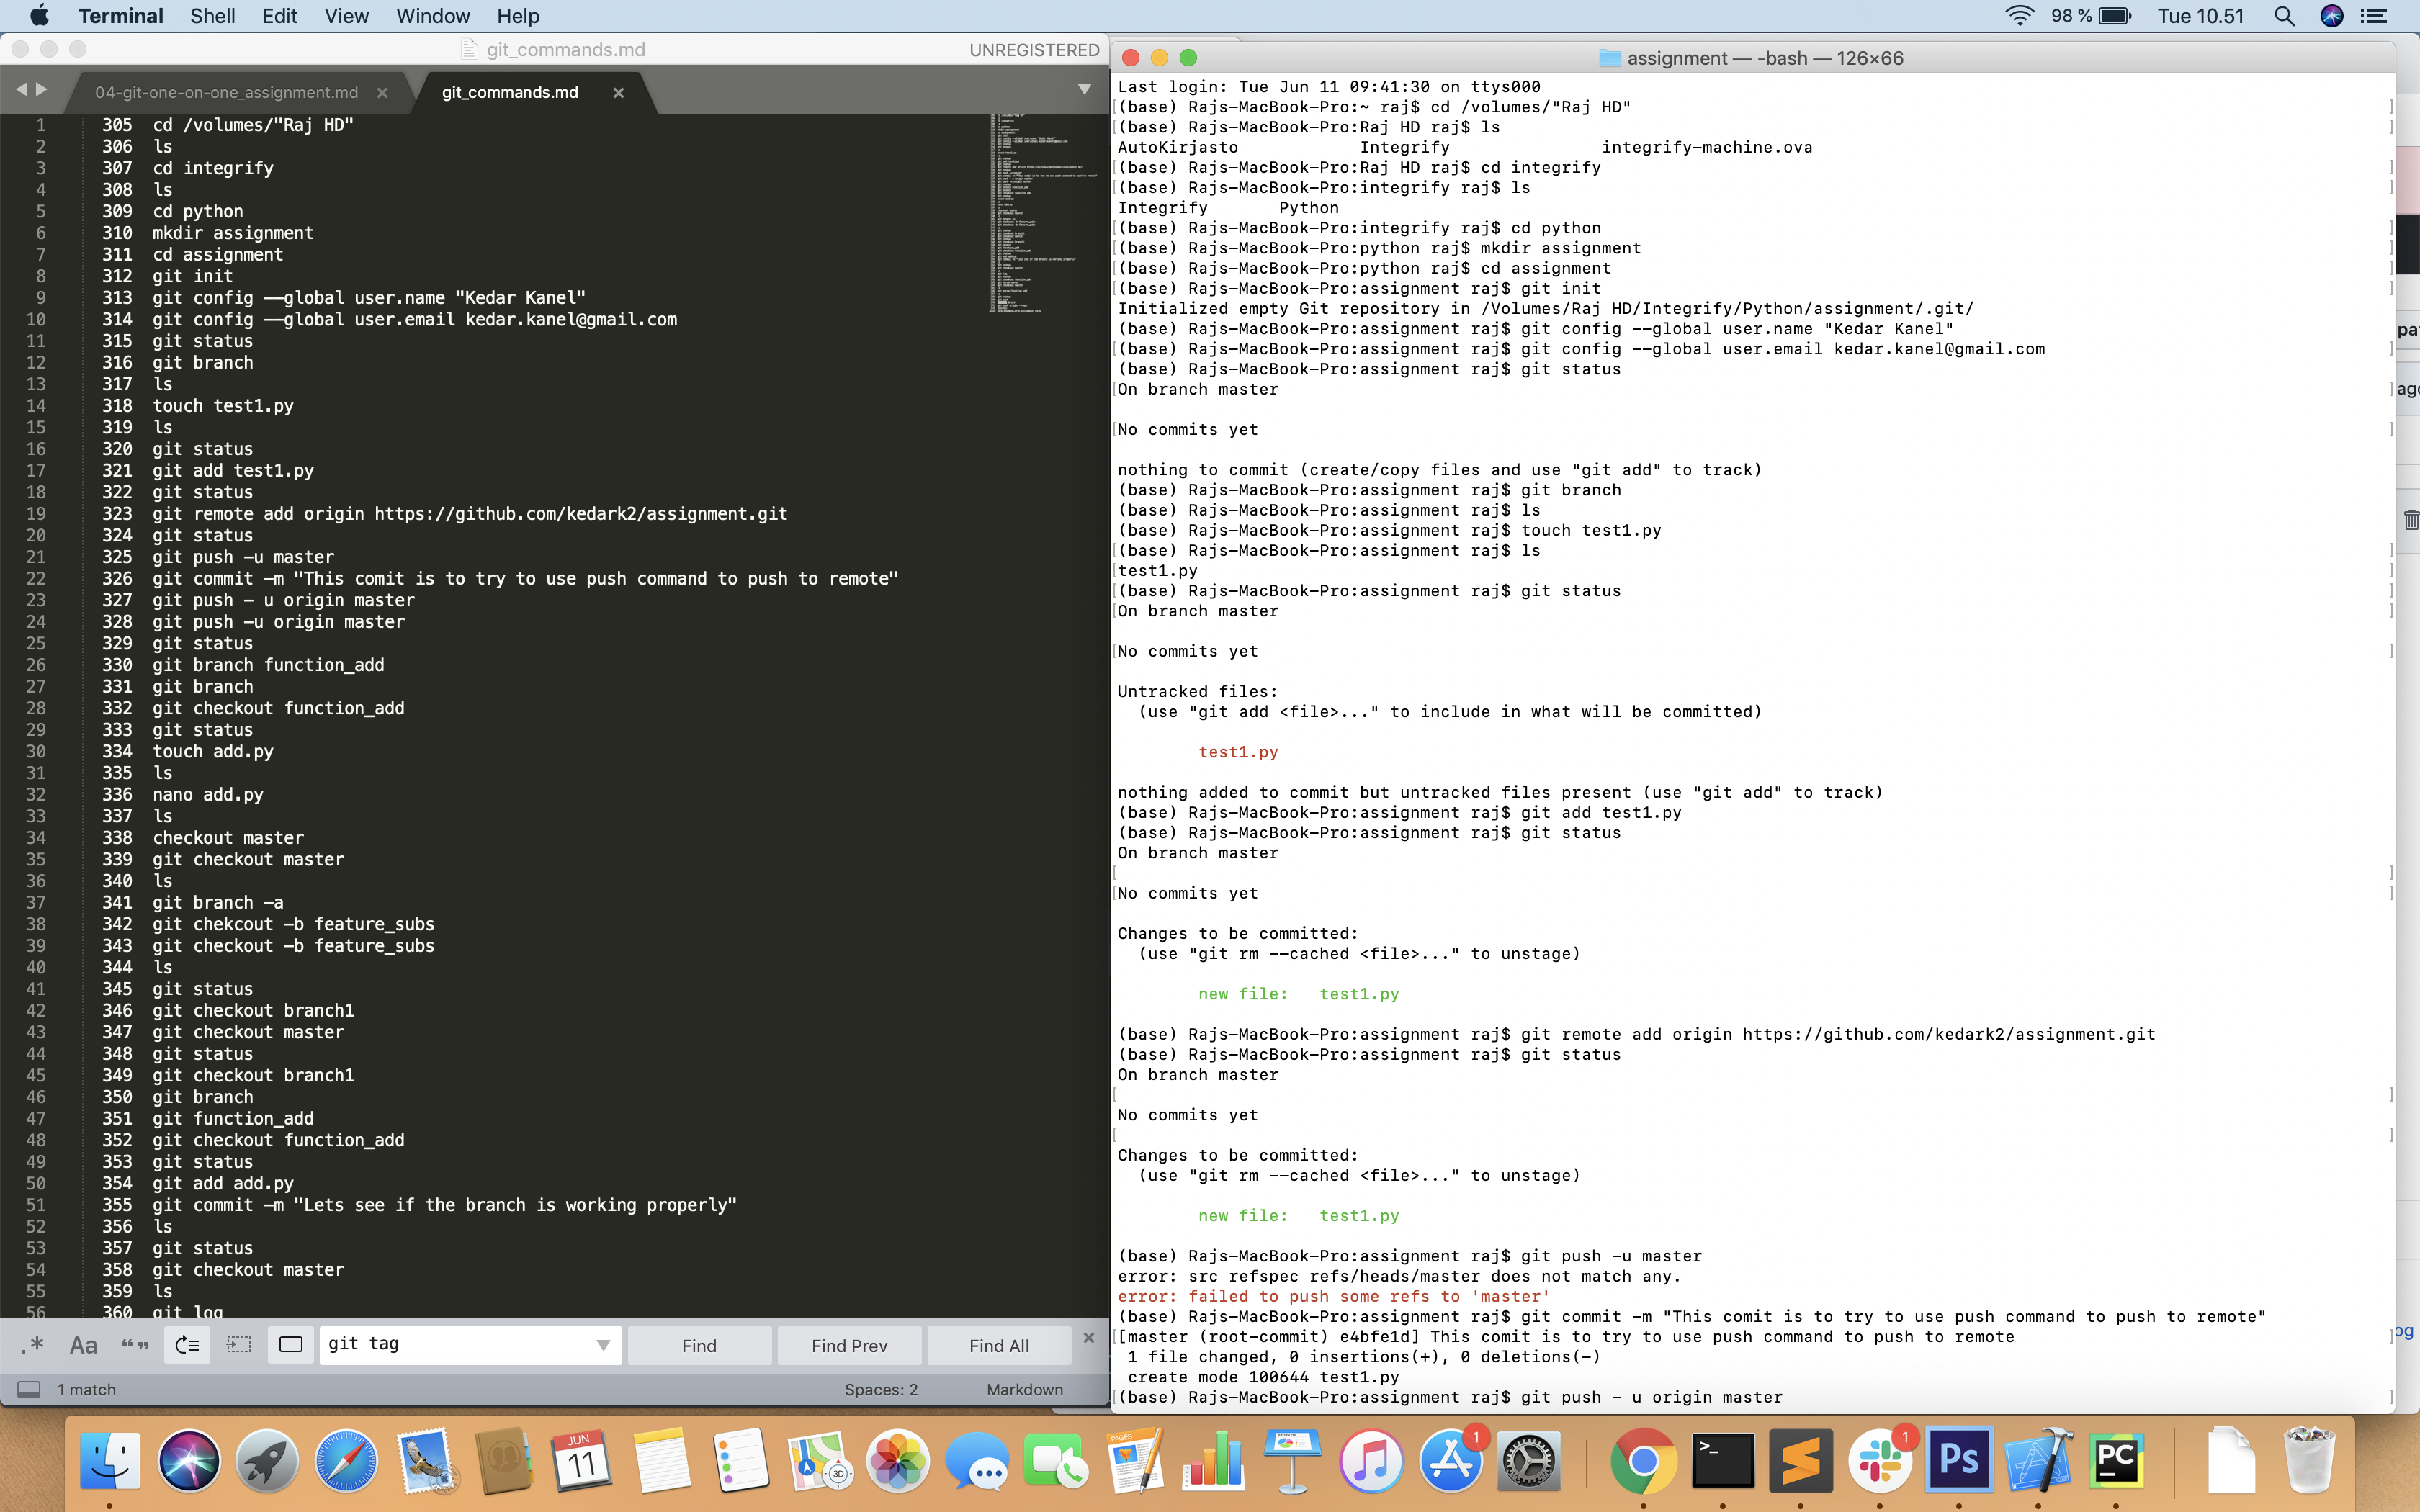 Terminal Shell Edit View Window Help 98 % Tue 10.51
git_commands.md UNREGISTERED
04-git-one-on-one_assignment.md git_commands.md
1 305 cd /volumes/"Raj HD"
2 306 ls
3 307 cd integrify
4 308 ls
5 309 cd python
6 310 mkdir assignment
7 311 cd assignment
8 312 git init
9 313 git config --global user.name "Kedar Kanel"
10 314 git config --global user.email kedar.kanel@gmail.com
11 315 git status
12 316 git branch
13 317 ls
14 318 touch test1.py
15 319 ls
16 320 git status
17 321 git add test1.py
18 322 git status
19 323 git remote add origin https://github.com/kedark2/assignment.git
20 324 git status
21 325 git push -u master
22 326 git commit -m "This comit is to try to use push command to push to remote"
23 327 git push - u origin master
24 328 git push -u origin master
25 329 git status
26 330 git branch function_add
27 331 git branch
28 332 git checkout function_add
29 333 git status
30 334 touch add.py
31 335 ls
32 336 nano add.py
33 337 ls
34 338 checkout master
35 339 git checkout master
36 340 ls
37 341 git branch -a
38 342 git chekcout -b feature_subs
39 343 git checkout -b feature_subs
40 344 ls
41 345 git status
42 346 git checkout branch1
43 347 git checkout master
44 348 git status
45 349 git checkout branch1
46 350 git branch
47 351 git function_add
48 352 git checkout function_add
49 353 git status
50 354 git add add.py
51 355 git commit -m "Lets see if the branch is working properly"
52 356 ls
53 357 git status
54 358 git checkout master
55 359 ls
56 360 git log
.* Aa “” git tag Find Find Prev Find All
1 match Spaces: 2 Markdown
assignment — -bash — 126×66
Last login: Tue Jun 11 09:41:30 on ttys000
[(base) Rajs-MacBook-Pro:~ raj$ cd /volumes/"Raj HD" ]
[(base) Rajs-MacBook-Pro:Raj HD raj$ ls ]
AutoKirjasto Integrify integrify-machine.ova
[(base) Rajs-MacBook-Pro:Raj HD raj$ cd integrify ]
[(base) Rajs-MacBook-Pro:integrify raj$ ls ]
Integrify Python
[(base) Rajs-MacBook-Pro:integrify raj$ cd python ]
[(base) Rajs-MacBook-Pro:python raj$ mkdir assignment ]
[(base) Rajs-MacBook-Pro:python raj$ cd assignment ]
[(base) Rajs-MacBook-Pro:assignment raj$ git init ]
Initialized empty Git repository in /Volumes/Raj HD/Integrify/Python/assignment/.git/
[(base) Rajs-MacBook-Pro:assignment raj$ git config --global user.name "Kedar Kanel" ]
[(base) Rajs-MacBook-Pro:assignment raj$ git config --global user.email kedar.kanel@gmail.com ]
(base) Rajs-MacBook-Pro:assignment raj$ git status
[On branch master ]
[No commits yet ]
nothing to commit (create/copy files and use "git add" to track)
(base) Rajs-MacBook-Pro:assignment raj$ git branch
(base) Rajs-MacBook-Pro:assignment raj$ ls
(base) Rajs-MacBook-Pro:assignment raj$ touch test1.py
[(base) Rajs-MacBook-Pro:assignment raj$ ls ]
[test1.py ]
[(base) Rajs-MacBook-Pro:assignment raj$ git status ]
[On branch master ]
[No commits yet ]
Untracked files:
(use "git add <file>..." to include in what will be committed)
test1.py
nothing added to commit but untracked files present (use "git add" to track)
(base) Rajs-MacBook-Pro:assignment raj$ git add test1.py
(base) Rajs-MacBook-Pro:assignment raj$ git status
On branch master
[ ]
[No commits yet ]
Changes to be committed:
(use "git rm --cached <file>..." to unstage)
new file: test1.py
(base) Rajs-MacBook-Pro:assignment raj$ git remote add origin https://github.com/kedark2/assignment.git
(base) Rajs-MacBook-Pro:assignment raj$ git status
On branch master
[ ]
No commits yet
[ ]
Changes to be committed:
(use "git rm --cached <file>..." to unstage)
new file: test1.py
(base) Rajs-MacBook-Pro:assignment raj$ git push -u master
error: src refspec refs/heads/master does not match any.
error: failed to push some refs to 'master'
(base) Rajs-MacBook-Pro:assignment raj$ git commit -m "This comit is to try to use push command to push to remote"
[[master (root-commit) e4bfe1d] This comit is to try to use push command to push to remote ]
1 file changed, 0 insertions(+), 0 deletions(-)
create mode 100644 test1.py
[(base) Rajs-MacBook-Pro:assignment raj$ git push - u origin master ]
JUN
11
3D
PAGES
1
>_
1
Ps
PC